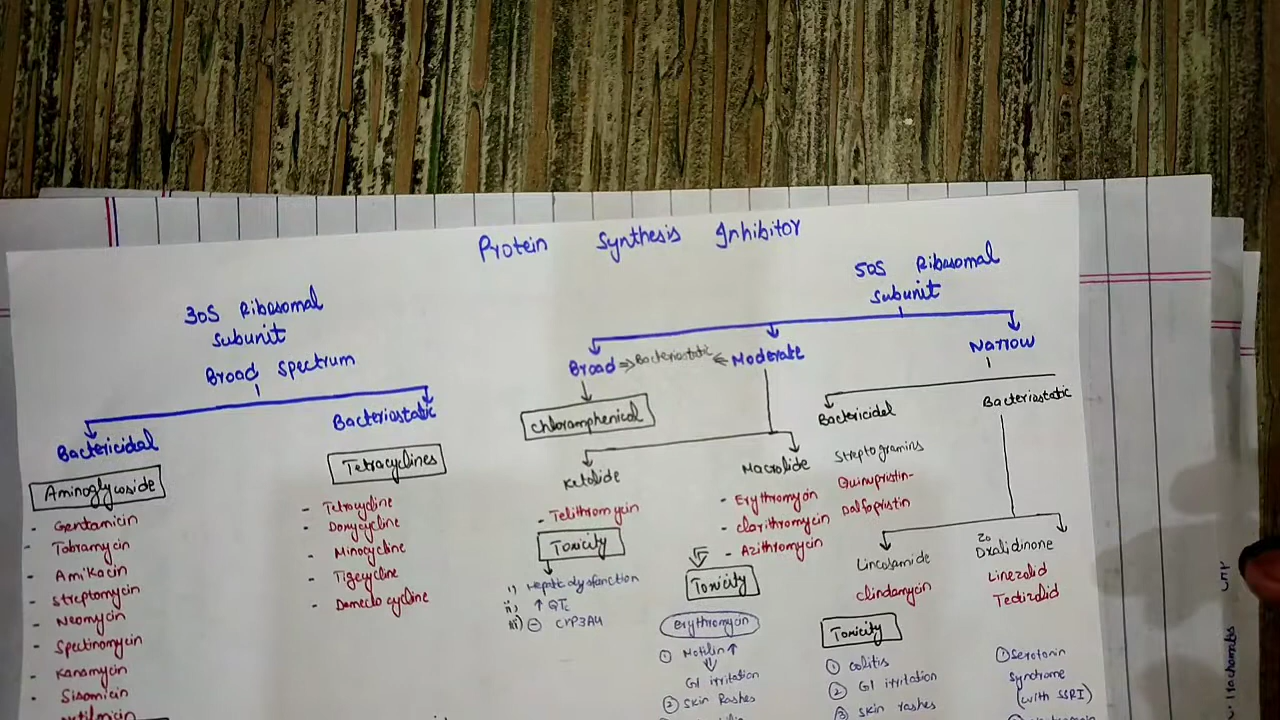 Protein Synthesis Inhibitor
30S Ribosomal
Subunit
Broad Spectrum
Bactericidal
Aminoglycoside
- Gentamicin
- Tobramycin
- Amikacin
- Streptomycin
- Neomycin
- Spectinomycin
- Kanamycin
- Sisomicin
Bacteriostatic
Tetracyclines
- Tetracycline
- Doxycycline
- Minocycline
- Tigecycline
- Demeclocycline
50S Ribosomal
Subunit
Broad ⇒ Bacteriostatic ⇐ Moderate
Narrow
Chloramphenical
Ketolide
- Telithromycin
Toxicity
i) Hepatic dysfunction
ii) ↑ QTc
iii) ⊖ CYP3A4
Macrolide
- Erythromycin
- Clarithromycin
- Azithromycin
Toxicity
Erythromycin
① Motilin ↑
GI irritation
② Skin Rashes
Bactericidal
Streptogramins
Quinupristin-
Dalfopristin
Bacteriostatic
Lincosamide
clindamycin
Toxicity
① colitis
② GI irritation
③ skin rashes
zo
Oxalidinone
Linezolid
Tedizolid
① Serotonin
Syndrome
(with SSRI)